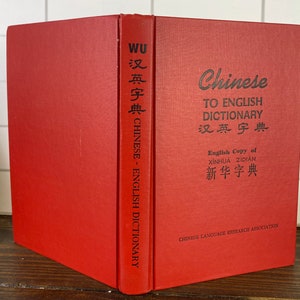 WU
汉英字典
CHINESE - ENGLISH DICTIONARY
Chinese
TO ENGLISH
DICTIONARY
汉英字典
English Copy of
XINHUA ZIDIAN
新华字典
CHINESE LANGUAGE RESEARCH ASSOCIATION